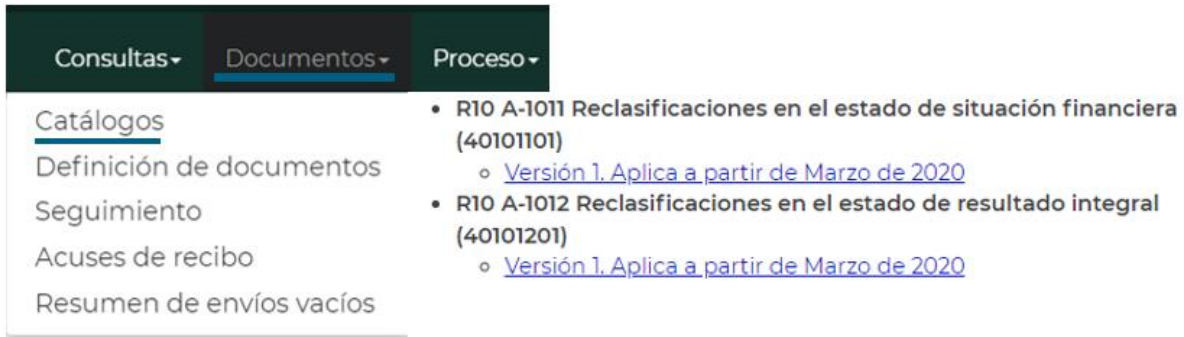 Consultas Documentos Proceso
Catálogos
Definición de documentos
Seguimiento
Acuses de recibo
Resumen de envíos vacíos
• R10 A-1011 Reclasificaciones en el estado de situación financiera
(40101101)
◦ Versión 1. Aplica a partir de Marzo de 2020
• R10 A-1012 Reclasificaciones en el estado de resultado integral
(40101201)
◦ Versión 1. Aplica a partir de Marzo de 2020